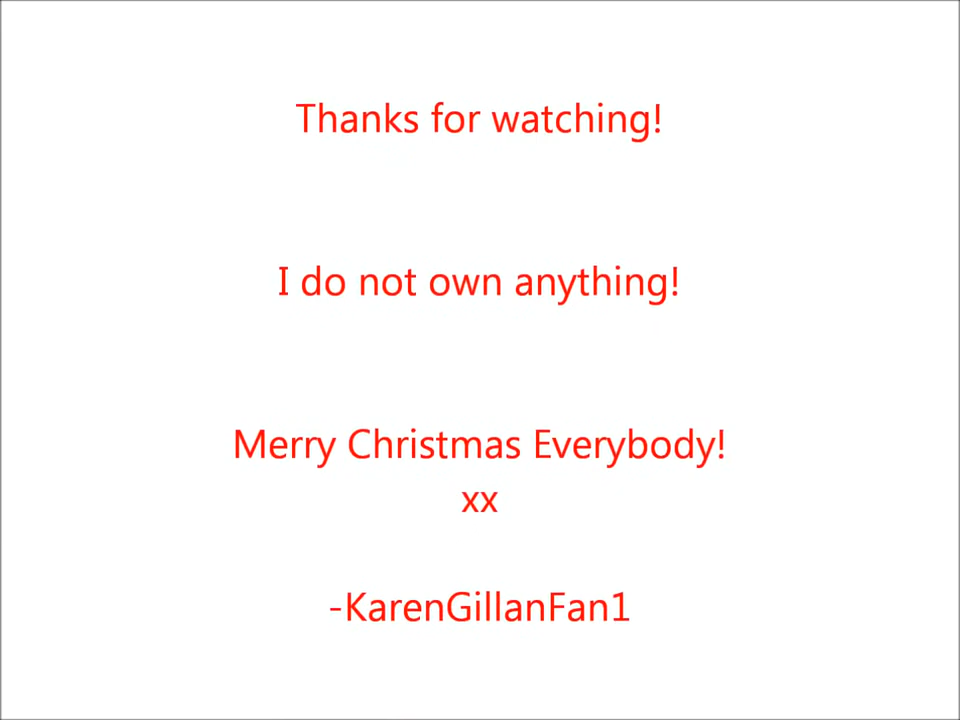 Thanks for watching!
I do not own anything!
Merry Christmas Everybody!
xx
-KarenGillanFan1